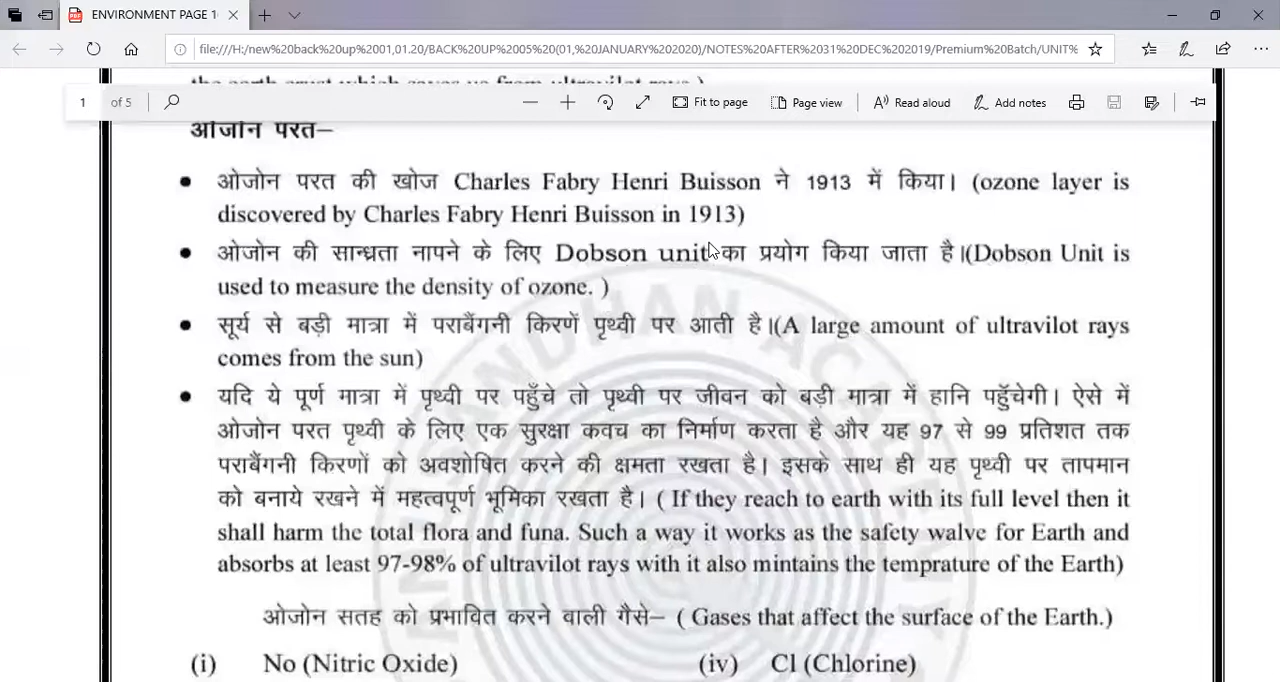 ENVIRONMENT PAGE 1
file:///H:/new%20back%20up%2001,01.20/BACK%20UP%2005%20(01,%20JANUARY%202020)/NOTES%20AFTER%2031%20DEC%202019/Premium%20Batch/UNIT%
the earth crust which saves us from ultravilot rays.)
1 of 5 Fit to page Page view Read aloud Add notes
ओजोन परत–
• ओजोन परत की खोज Charles Fabry Henri Buisson ने 1913 में किया। (ozone layer is
discovered by Charles Fabry Henri Buisson in 1913)
• ओजोन की सान्ध्रता नापने के लिए Dobson unit का प्रयोग किया जाता है।(Dobson Unit is
used to measure the density of ozone. )
• सूर्य से बड़ी मात्रा में पराबैंगनी किरणें पृथ्वी पर आती है।(A large amount of ultravilot rays
comes from the sun)
• यदि ये पूर्ण मात्रा में पृथ्वी पर पहुँचे तो पृथ्वी पर जीवन को बड़ी मात्रा में हानि पहुँचेगी। ऐसे में
ओजोन परत पृथ्वी के लिए एक सुरक्षा कवच का निर्माण करता है और यह 97 से 99 प्रतिशत तक
पराबैंगनी किरणों को अवशोषित करने की क्षमता रखता है। इसके साथ ही यह पृथ्वी पर तापमान
को बनाये रखने में महत्वपूर्ण भूमिका रखता है। ( If they reach to earth with its full level then it
shall harm the total flora and funa. Such a way it works as the safety walve for Earth and
absorbs at least 97-98% of ultravilot rays with it also mintains the temprature of the Earth)
ओजोन सतह को प्रभावित करने वाली गैसे– ( Gases that affect the surface of the Earth.)
(i) No (Nitric Oxide) (iv) Cl (Chlorine)